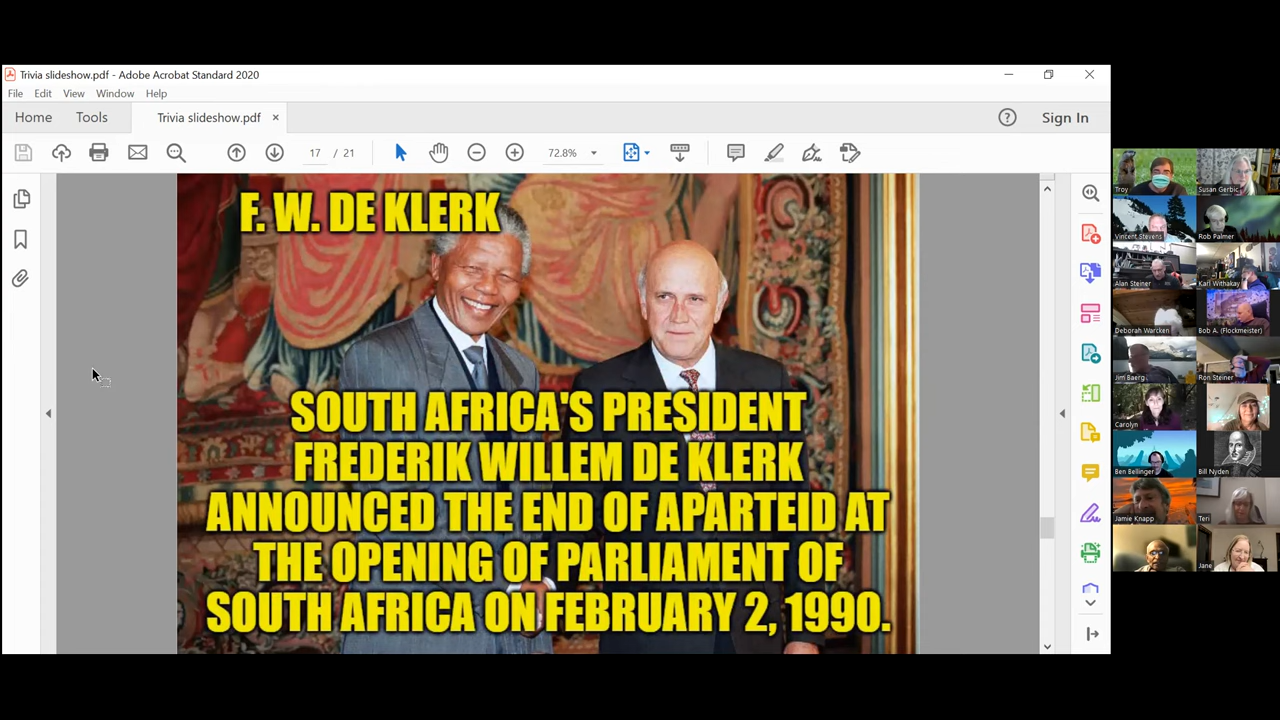 Trivia slideshow.pdf - Adobe Acrobat Standard 2020
File Edit View Window Help
Home Tools Trivia slideshow.pdf × Sign In
17 / 21 72.8%
F. W. DE KLERK
SOUTH AFRICA'S PRESIDENT
FREDERIK WILLEM DE KLERK
ANNOUNCED THE END OF APARTEID AT
THE OPENING OF PARLIAMENT OF
SOUTH AFRICA ON FEBRUARY 2, 1990.
Troy Susan Gerbic
Vincent Stevens Rob Palmer
Alan Steiner Karl Withakay
Deborah Warcken Bob A. (Flockmeister)
Jim Baerg Ron Steiner
Carolyn
Ben Bellinger Bill Nyden
Jamie Knapp Teri
Jane